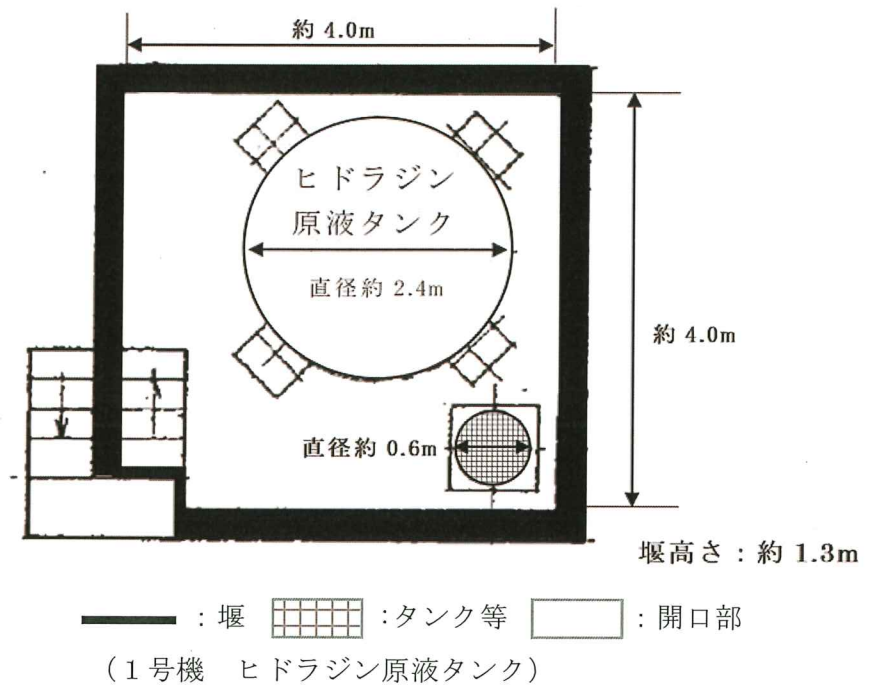 約 4.0m
ヒドラジン
原液タンク
直径約 2.4m
約 4.0m
直径約 0.6m
堰高さ：約 1.3m
：堰 ：タンク等 ：開口部
（１号機　ヒドラジン原液タンク）